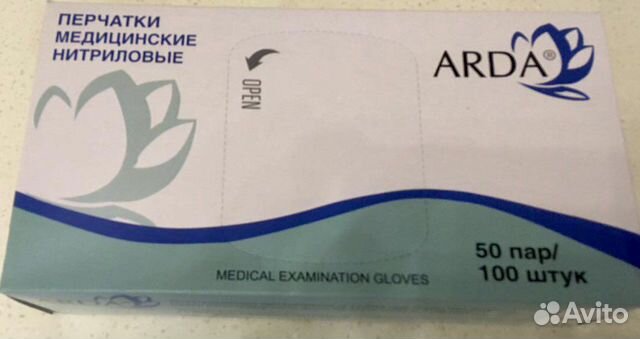 ПЕРЧАТКИ
МЕДИЦИНСКИЕ
НИТРИЛОВЫЕ
OPEN
ARDA®
50 пар/
100 штук
MEDICAL EXAMINATION GLOVES
Avito